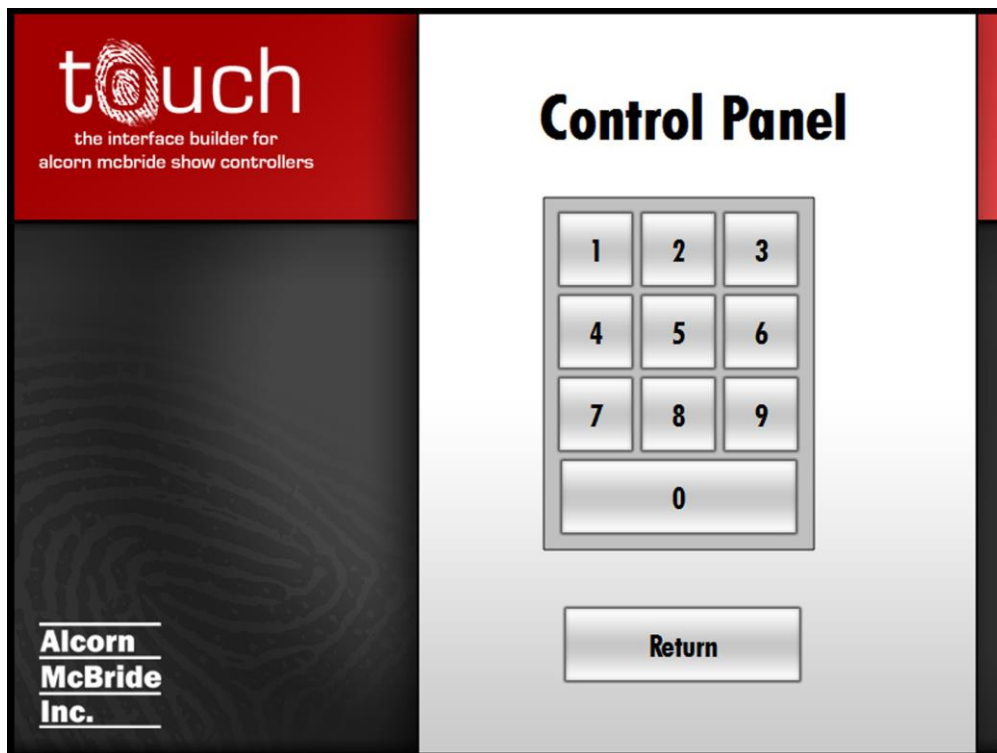 touch
the interface builder for
alcorn mcbride show controllers
Control Panel
1 2 3
4 5 6
7 8 9
0
Return
Alcorn
McBride
Inc.